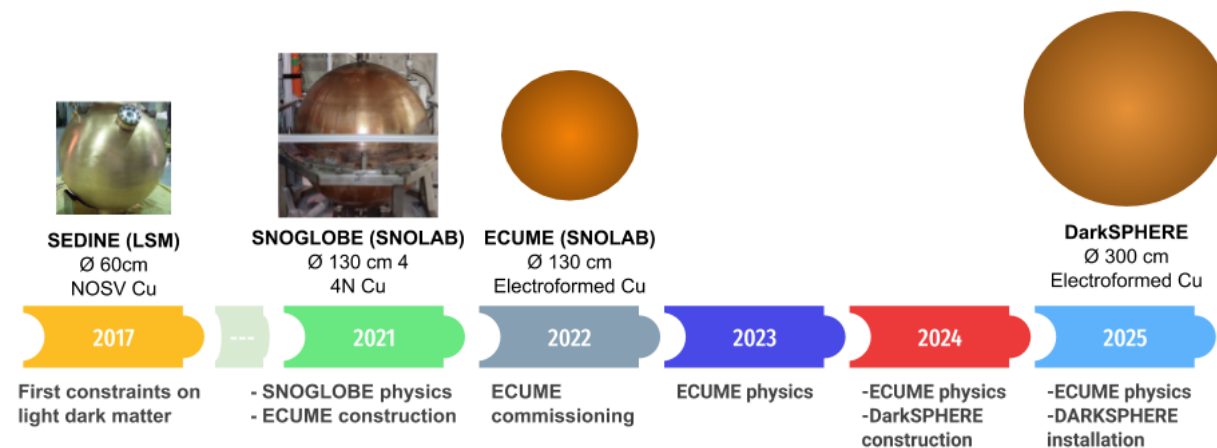 SEDINE (LSM)
Ø 60cm
NOSV Cu
SNOGLOBE (SNOLAB)
Ø 130 cm 4
4N Cu
ECUME (SNOLAB)
Ø 130 cm
Electroformed Cu
DarkSPHERE
Ø 300 cm
Electroformed Cu
2017
---
2021
2022
2023
2024
2025
First constraints on
light dark matter
- SNOGLOBE physics
- ECUME construction
ECUME
commissioning
ECUME physics
-ECUME physics
-DarkSPHERE
construction
-ECUME physics
-DARKSPHERE
installation